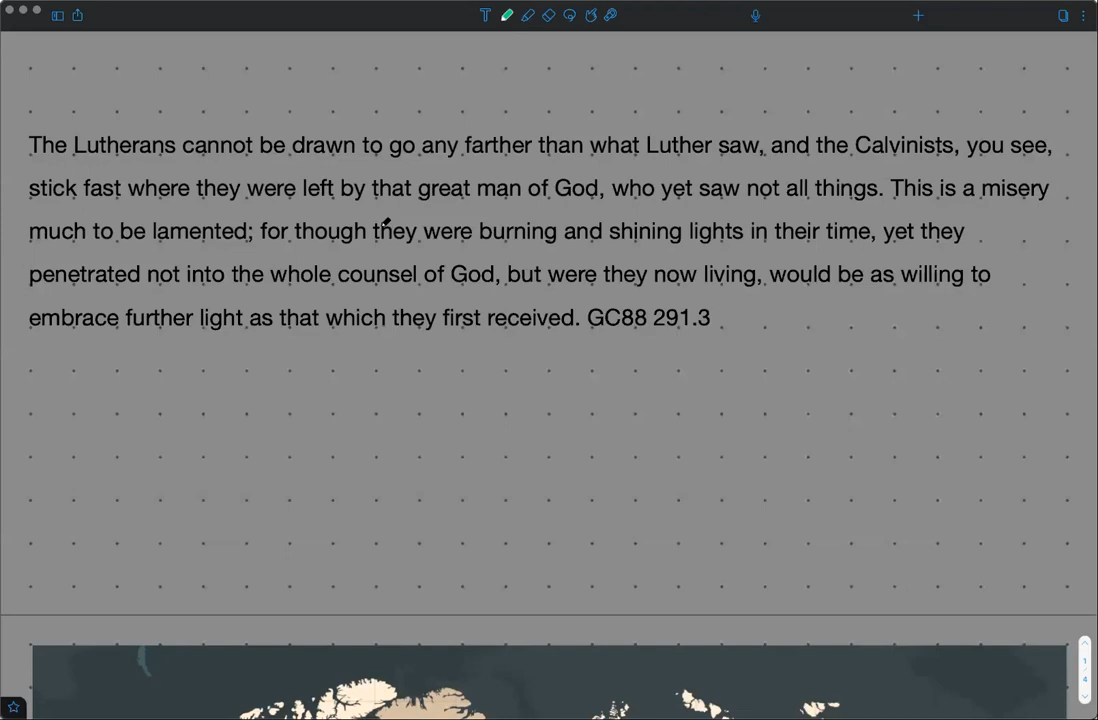 The Lutherans cannot be drawn to go any farther than what Luther saw, and the Calvinists, you see,
stick fast where they were left by that great man of God, who yet saw not all things. This is a misery
much to be lamented; for though they were burning and shining lights in their time, yet they
penetrated not into the whole counsel of God, but were they now living, would be as willing to
embrace further light as that which they first received. GC88 291.3
1
4